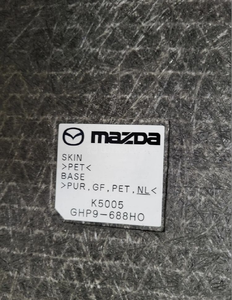 mazda
SKIN
>PET<
BASE
>PUR.GF.PET.NL<
K5005
GHP9-688H0